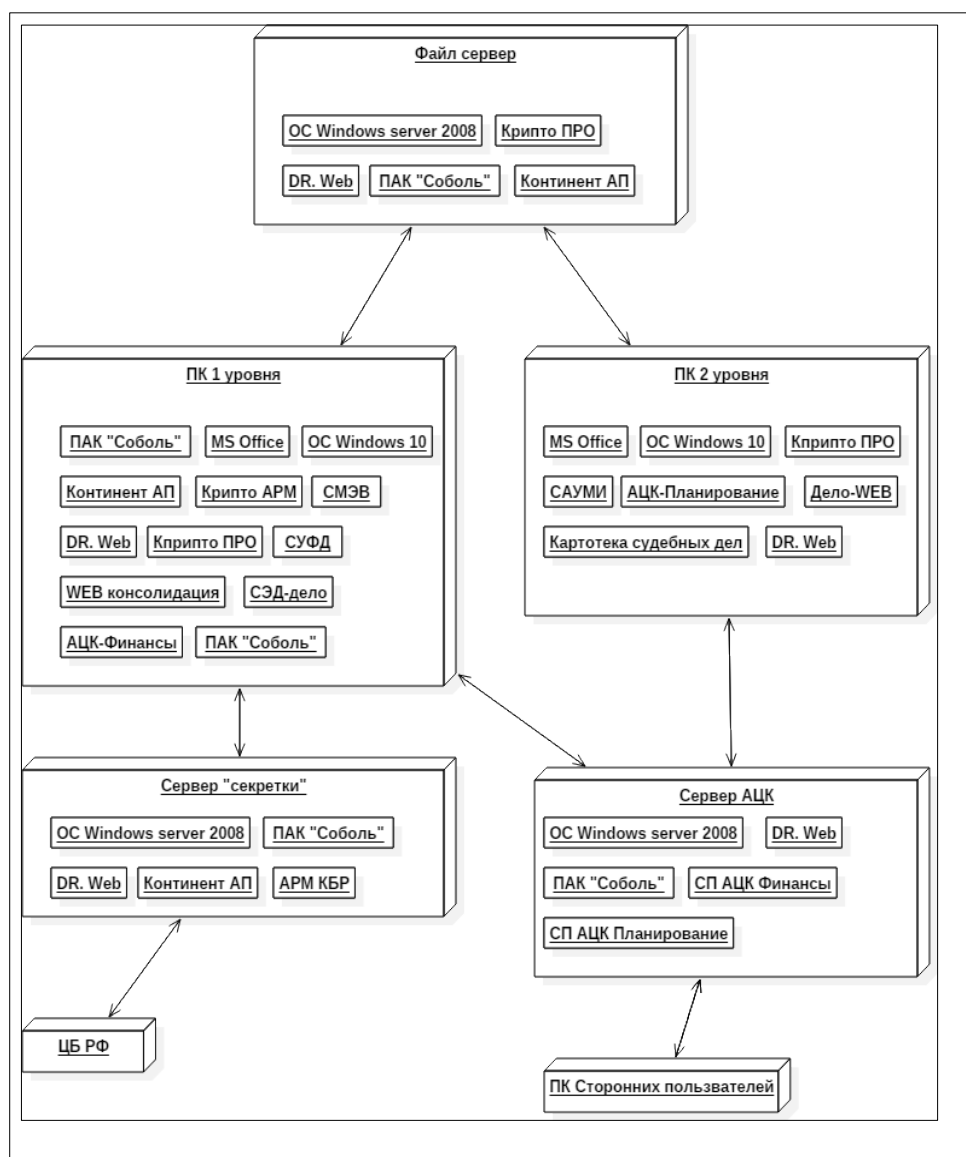 Файл сервер
ОС Windows server 2008
Крипто ПРО
DR. Web
ПАК "Соболь"
Континент АП
ПК 1 уровня
ПАК "Соболь"
MS Office
ОС Windows 10
Континент АП
Крипто АРМ
СМЭВ
DR. Web
Кприпто ПРО
СУФД
WEB консолидация
СЭД-дело
АЦК-Финансы
ПАК "Соболь"
ПК 2 уровня
MS Office
ОС Windows 10
Кприпто ПРО
САУМИ
АЦК-Планирование
Дело-WEB
Картотека судебных дел
DR. Web
Сервер "секретки"
ОС Windows server 2008
ПАК "Соболь"
DR. Web
Континент АП
АРМ КБР
Сервер АЦК
ОС Windows server 2008
DR. Web
ПАК "Соболь"
СП АЦК Финансы
СП АЦК Планирование
ЦБ РФ
ПК Сторонних пользвателей